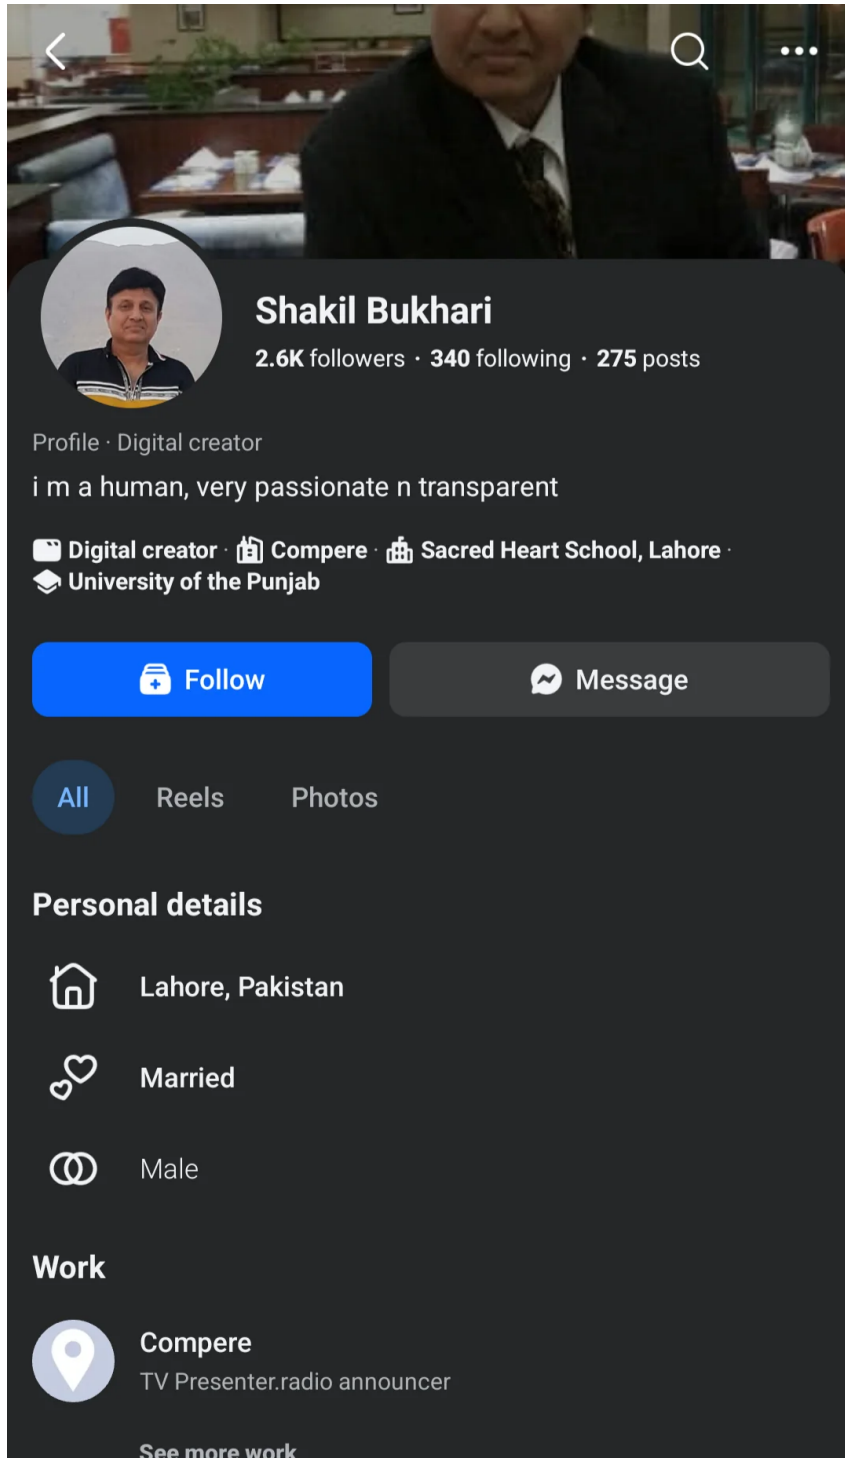 Shakil Bukhari
2.6K followers · 340 following · 275 posts
Profile · Digital creator
i m a human, very passionate n transparent
Digital creator · Compere · Sacred Heart School, Lahore ·
University of the Punjab
Follow
Message
All
Reels
Photos
Personal details
Lahore, Pakistan
Married
Male
Work
Compere
TV Presenter.radio announcer
See more work